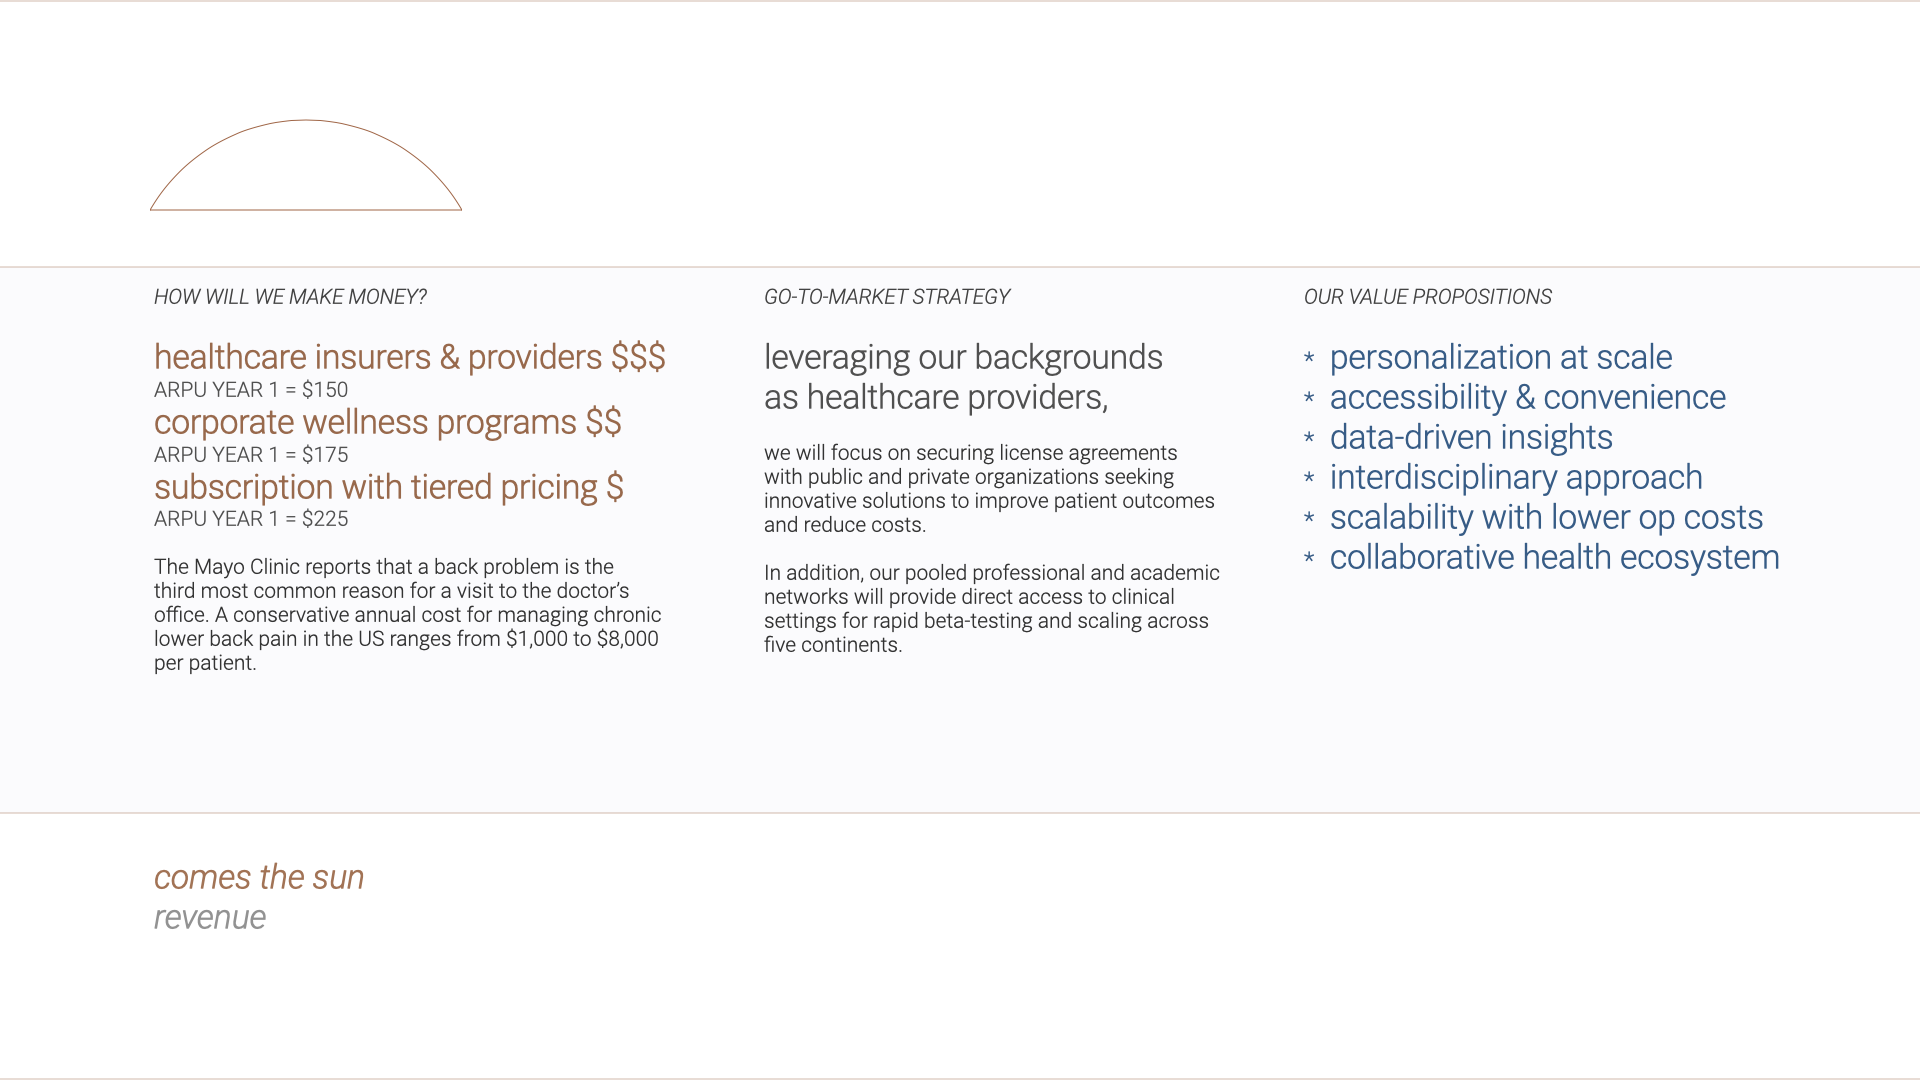 HOW WILL WE MAKE MONEY?
healthcare insurers & providers $$$
ARPU YEAR 1 = $150
corporate wellness programs $$
ARPU YEAR 1 = $175
subscription with tiered pricing $
ARPU YEAR 1 = $225
The Mayo Clinic reports that a back problem is the
third most common reason for a visit to the doctor’s
office. A conservative annual cost for managing chronic
lower back pain in the US ranges from $1,000 to $8,000
per patient.
GO-TO-MARKET STRATEGY
leveraging our backgrounds
as healthcare providers,
we will focus on securing license agreements
with public and private organizations seeking
innovative solutions to improve patient outcomes
and reduce costs.
In addition, our pooled professional and academic
networks will provide direct access to clinical
settings for rapid beta-testing and scaling across
five continents.
OUR VALUE PROPOSITIONS
* personalization at scale
* accessibility & convenience
* data-driven insights
* interdisciplinary approach
* scalability with lower op costs
* collaborative health ecosystem
comes the sun
revenue